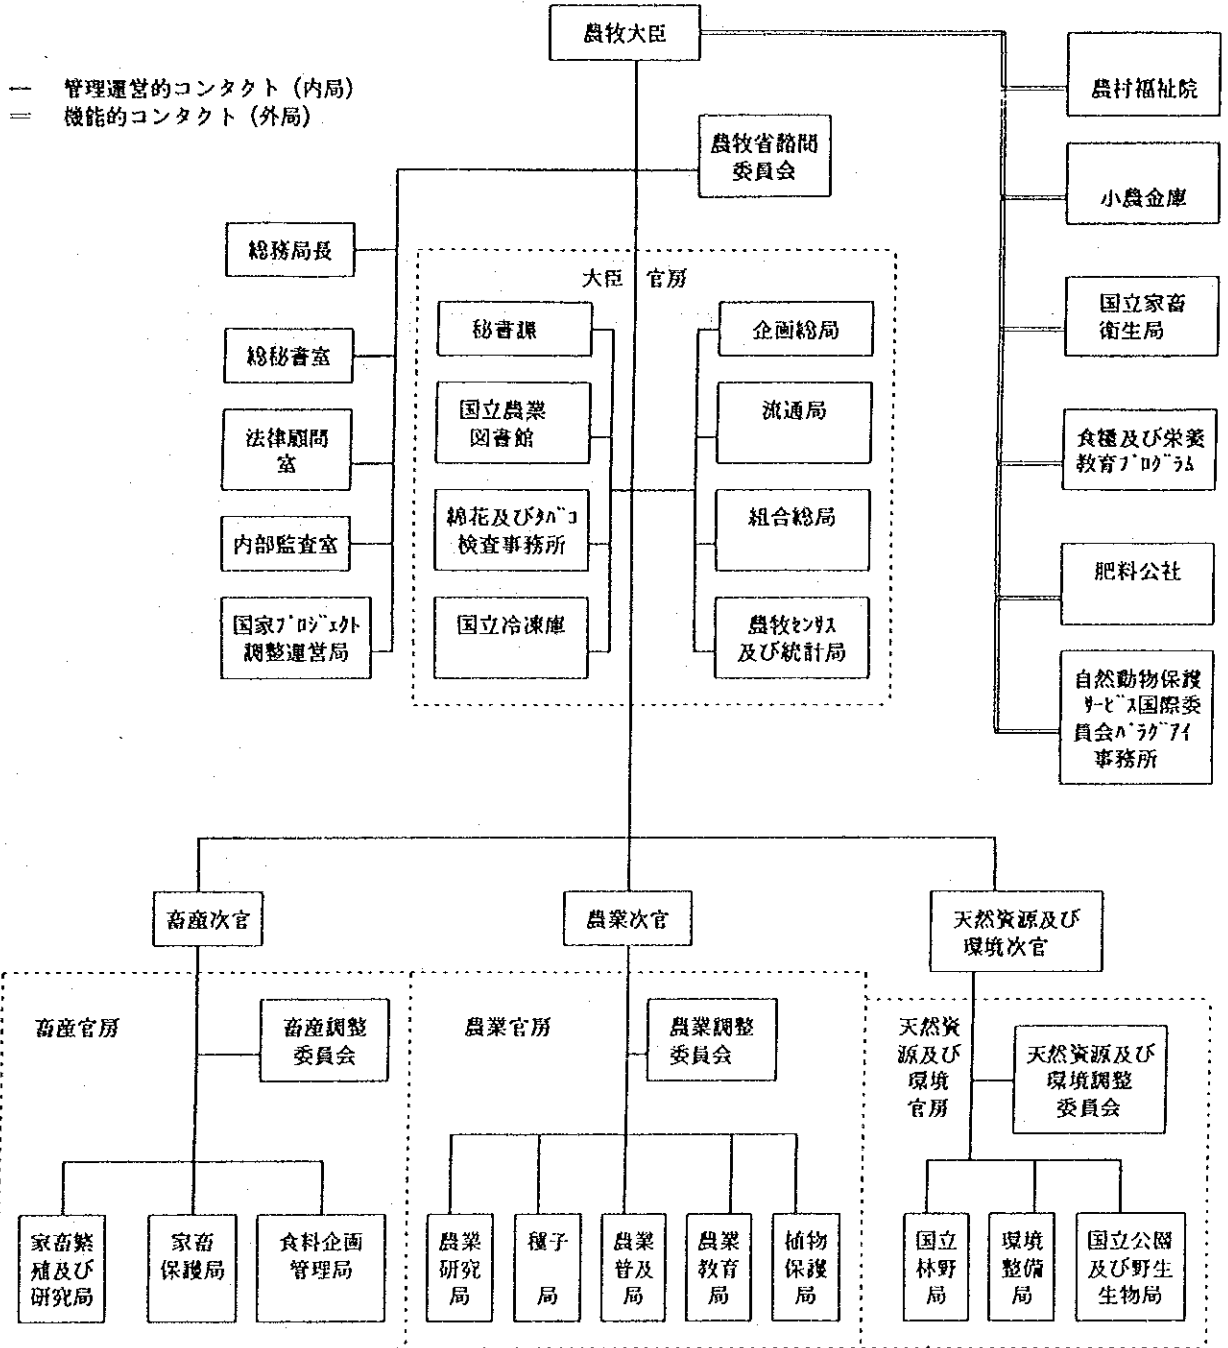 農牧大臣
― 管理運営的コンタクト（内局）
＝ 機能的コンタクト（外局）
農村福祉院
農牧省諮問
委員会
小農金庫
総務局長
大臣 官房
秘書課
企画総局
国立家畜
衛生局
総秘書室
国立農業
図書館
流通局
法律顧問
室
食糧及び栄養
教育プログラム
綿花及びタバコ
検査事務所
組合総局
内部監査室
肥料公社
国家プロジェクト
調整運営局
国立冷凍庫
農牧センサス
及び統計局
自然動物保護
サービス国際委
員会パラグアイ
事務所
畜産次官
農業次官
天然資源及び
環境次官
畜産官房
畜産調整
委員会
農業官房
農業調整
委員会
天然資
源及び
環境
官房
天然資源及び
環境調整
委員会
家畜繁
殖及び
研究局
家畜
保護局
食料企画
管理局
農業
研究
局
種子
局
農業
普及
局
農業
教育
局
植物
保護
局
国立
林野
局
環境
整備
局
国立公園
及び野生
生物局